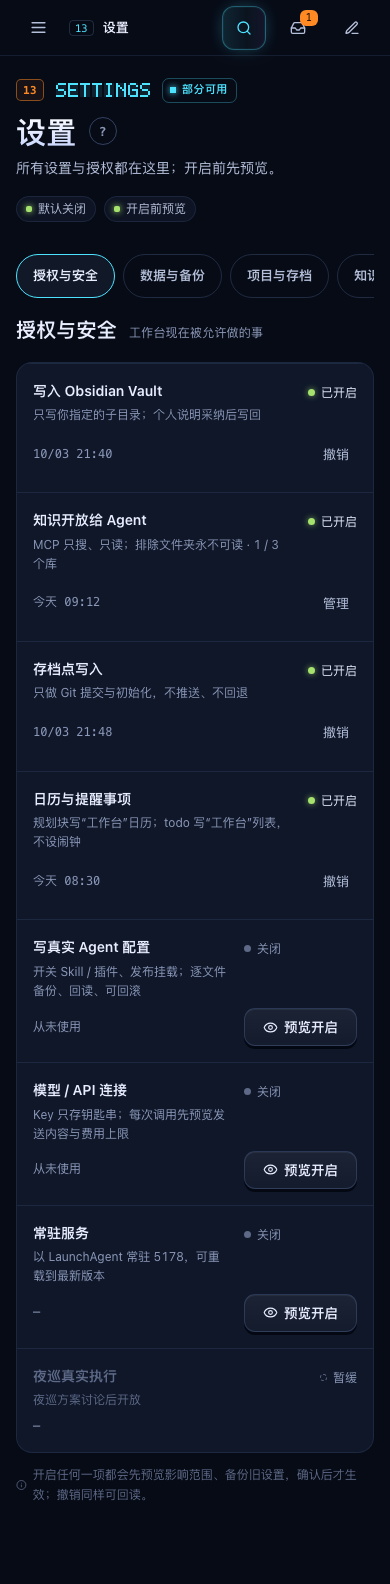 13 设置
1
13 SETTINGS 部分可用
设置 ?
所有设置与授权都在这里；开启前先预览。
默认关闭 开启前预览
授权与安全 数据与备份 项目与存档
授权与安全 工作台现在被允许做的事
写入 Obsidian Vault 已开启
只写你指定的子目录；个人说明采纳后写回
10/03 21:40 撤销
知识开放给 Agent 已开启
MCP 只搜、只读；排除文件夹永不可读 · 1 / 3
个库
今天 09:12 管理
存档点写入 已开启
只做 Git 提交与初始化，不推送、不回退
10/03 21:48 撤销
日历与提醒事项 已开启
规划块写“工作台”日历；todo 写“工作台”列表，
不设闹钟
今天 08:30 撤销
写真实 Agent 配置 关闭
开关 Skill / 插件、发布挂载；逐文件
备份、回读、可回滚
从未使用 预览开启
模型 / API 连接 关闭
Key 只存钥匙串；每次调用先预览发
送内容与费用上限
从未使用 预览开启
常驻服务 关闭
以 LaunchAgent 常驻 5178，可重
载到最新版本
— 预览开启
夜巡真实执行 暂缓
夜巡方案讨论后开放
—
开启任何一项都会先预览影响范围、备份旧设置，确认后才生
效；撤销同样可回读。